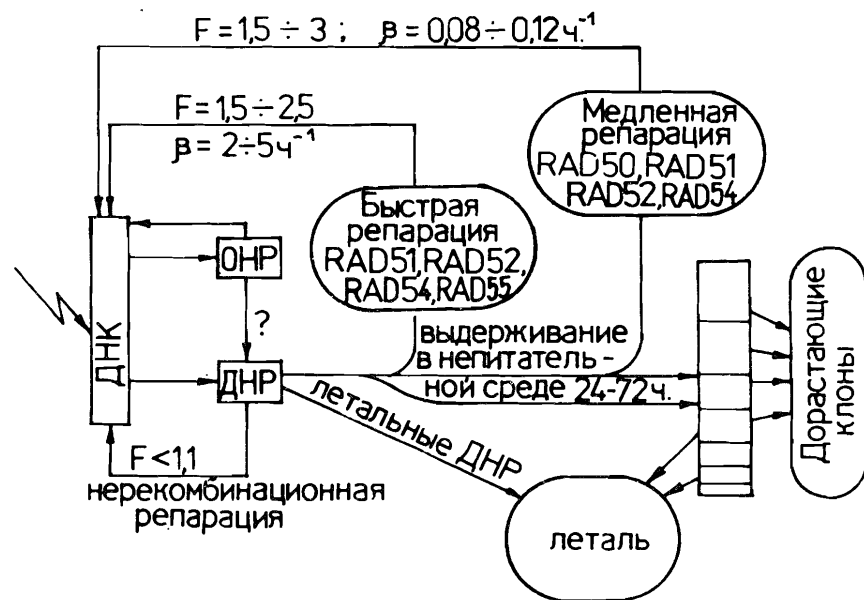 F = 1,5 ÷ 3 ; β = 0,08 ÷ 0,12 ч.⁻¹
F = 1,5 ÷ 2,5
β = 2÷5 ч⁻¹
Медленная
репарация
RAD50, RAD51
RAD52, RAD54
Быстрая
репарация
RAD51, RAD52,
RAD54, RAD55
ДНК
ОНР
?
ДНР
выдерживание
в непитатель -
ной среде 24-72ч.
летальные ДНР
F < 1,1
нерекомбинационная
репарация
леталь
Дорастающие
клоны